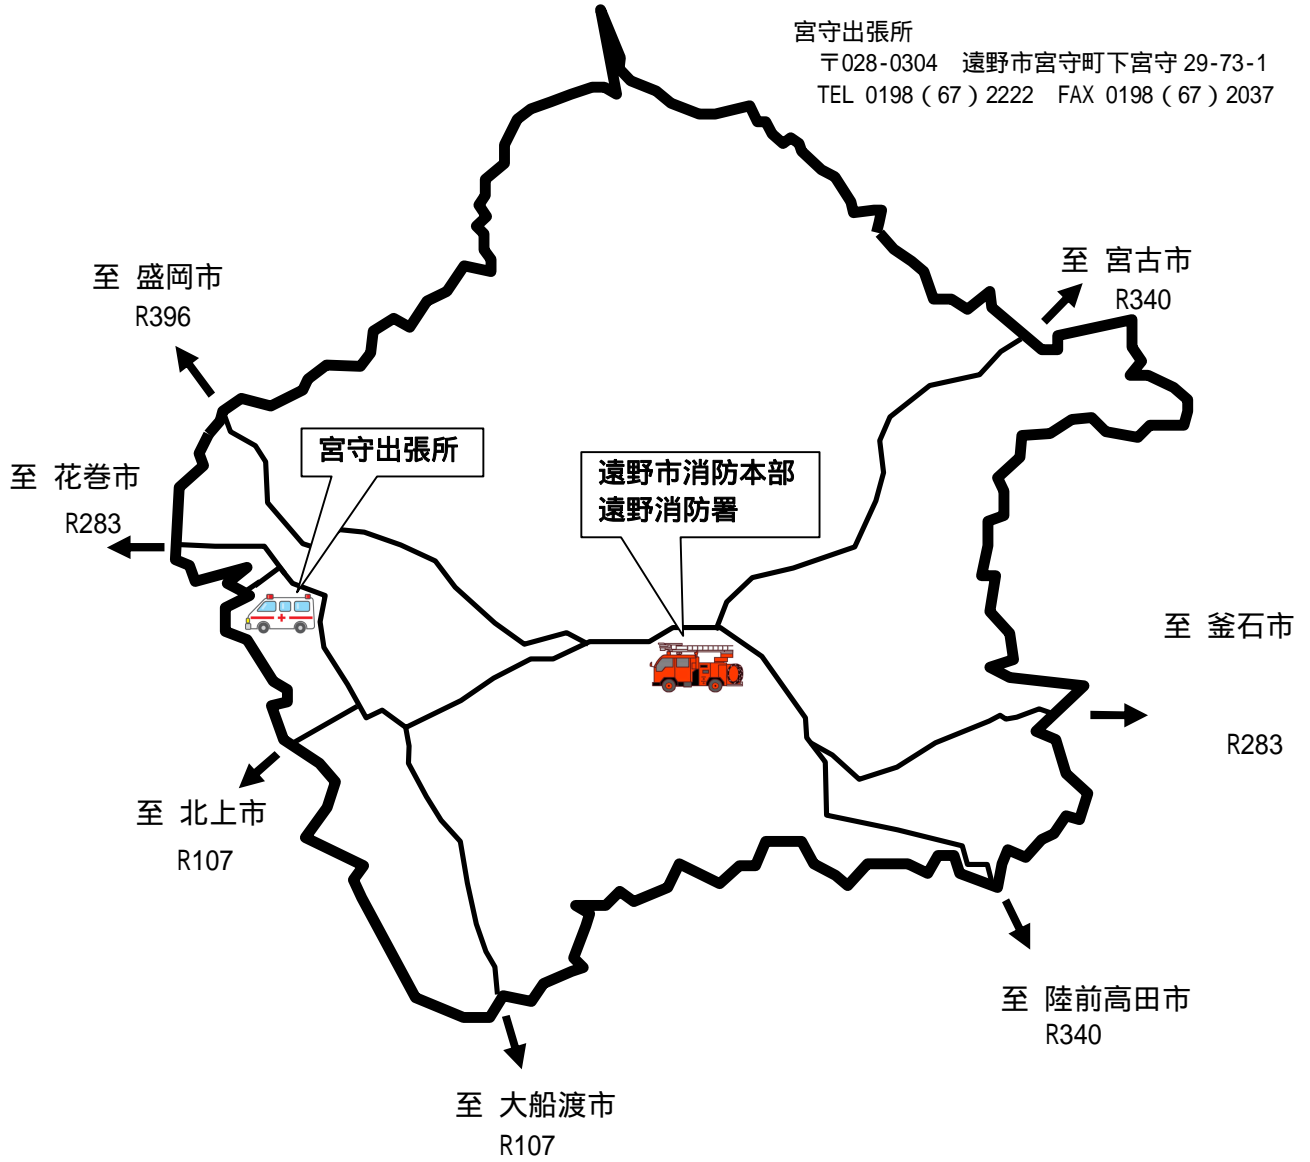 宮守出張所
〒028-0304　遠野市宮守町下宮守 29-73-1
TEL 0198（67）2222　FAX 0198（67）2037
至 宮古市
R340
至 盛岡市
R396
宮守出張所
至 花巻市
R283
遠野市消防本部
遠野消防署
至 釜石市
R283
至 北上市
R107
至 陸前高田市
R340
至 大船渡市
R107